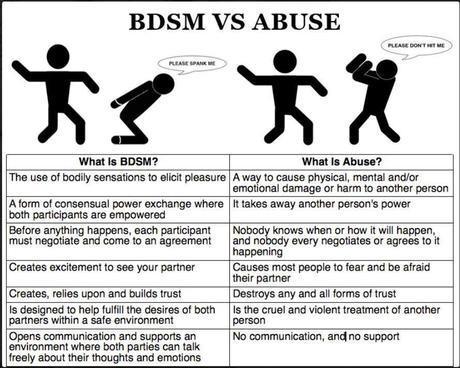 BDSM VS ABUSE
PLEASE SPANK ME
PLEASE DON'T HIT ME
What Is BDSM?
What Is Abuse?
The use of bodily sensations to elicit pleasure
A way to cause physical, mental and/or
emotional damage or harm to another person
A form of consensual power exchange where
both participants are empowered
It takes away another person's power
Before anything happens, each participant
must negotiate and come to an agreement
Nobody knows when or how it will happen,
and nobody every negotiates or agrees to it
happening
Creates excitement to see your partner
Causes most people to fear and be afraid
their partner
Creates, relies upon and builds trust
Destroys any and all forms of trust
Is designed to help fulfill the desires of both
partners within a safe environment
Is the cruel and violent treatment of another
person
Opens communication and supports an
environment where both parties can talk
freely about their thoughts and emotions
No communication, and no support